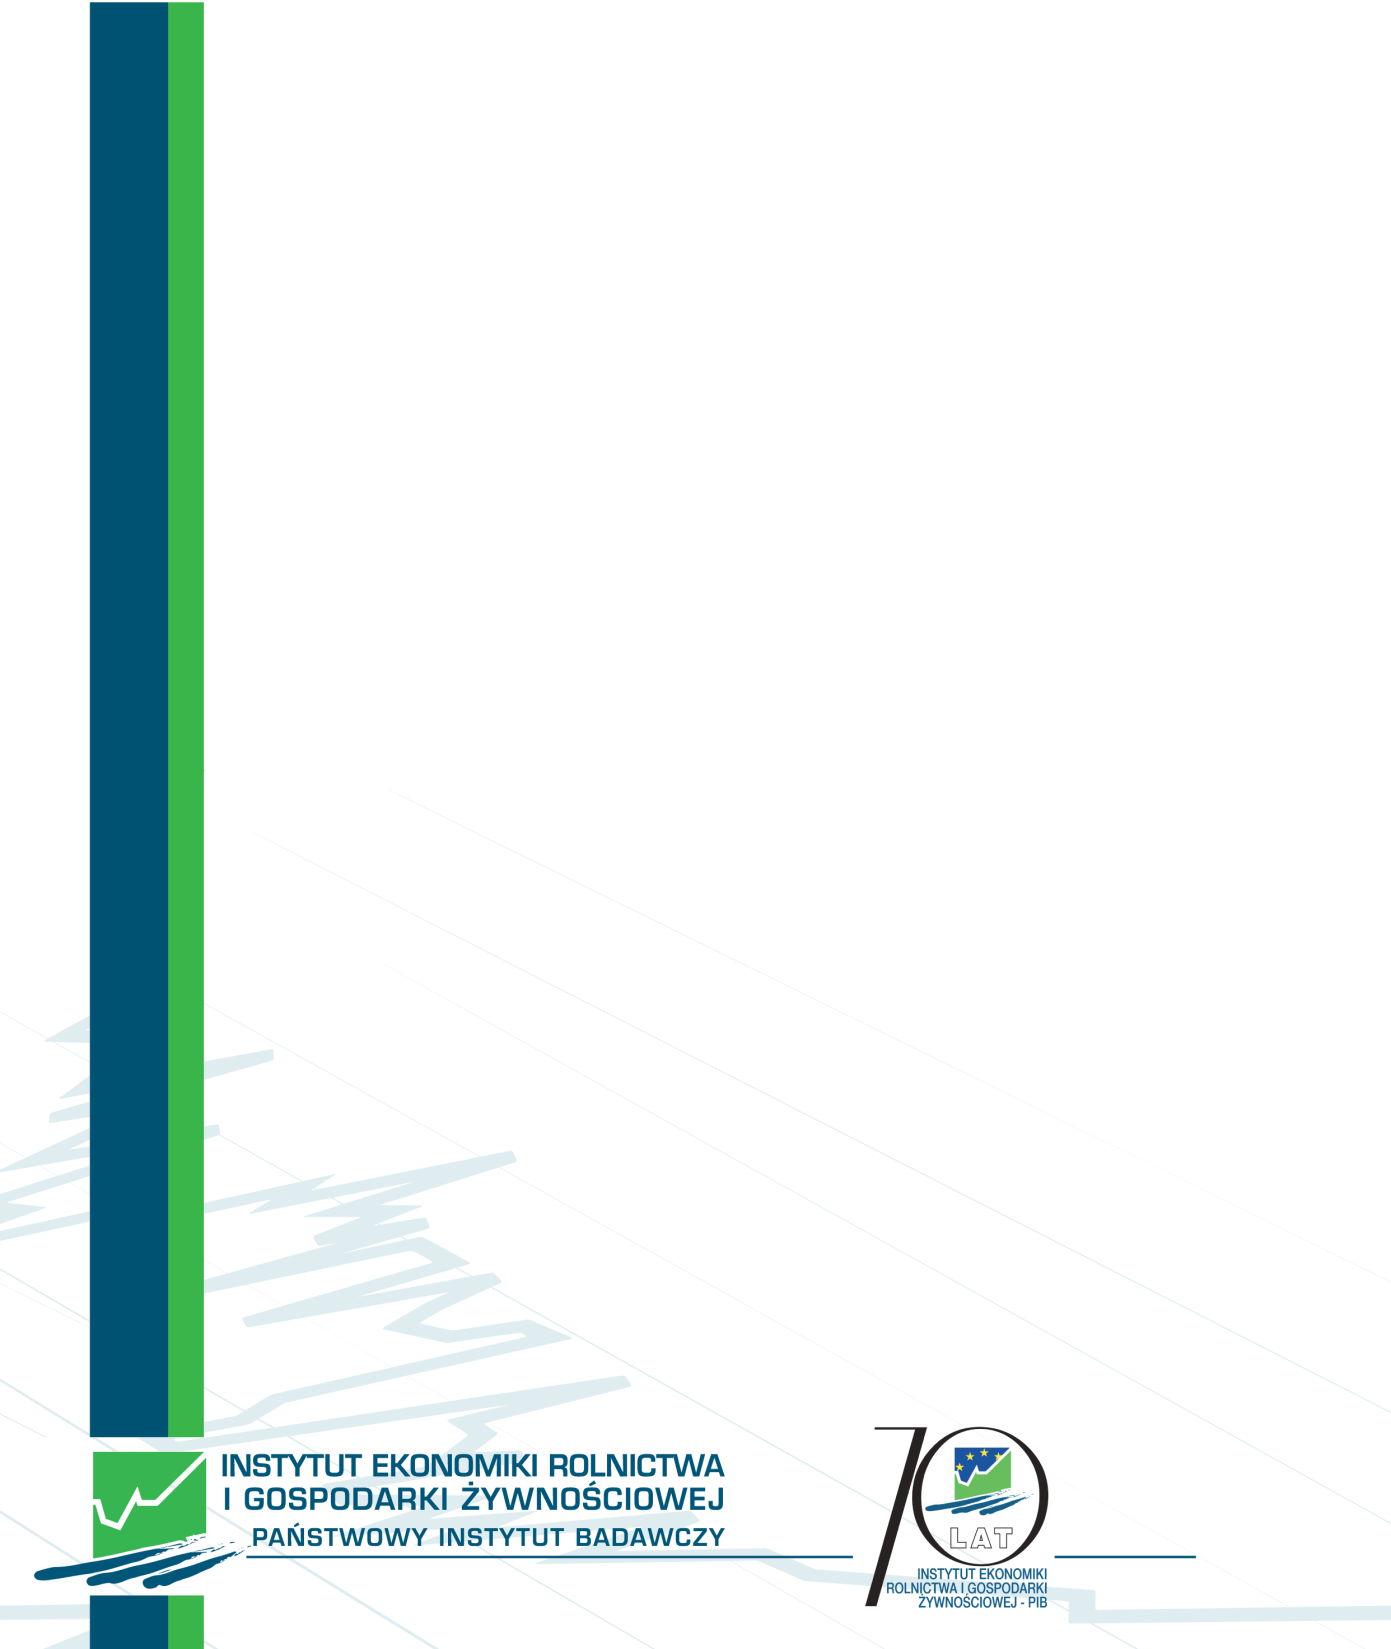 INSTYTUT EKONOMIKI ROLNICTWA
I GOSPODARKI ŻYWNOŚCIOWEJ
PAŃSTWOWY INSTYTUT BADAWCZY
70
LAT
INSTYTUT EKONOMIKI
ROLNICTWA I GOSPODARKI
ŻYWNOŚCIOWEJ - PIB